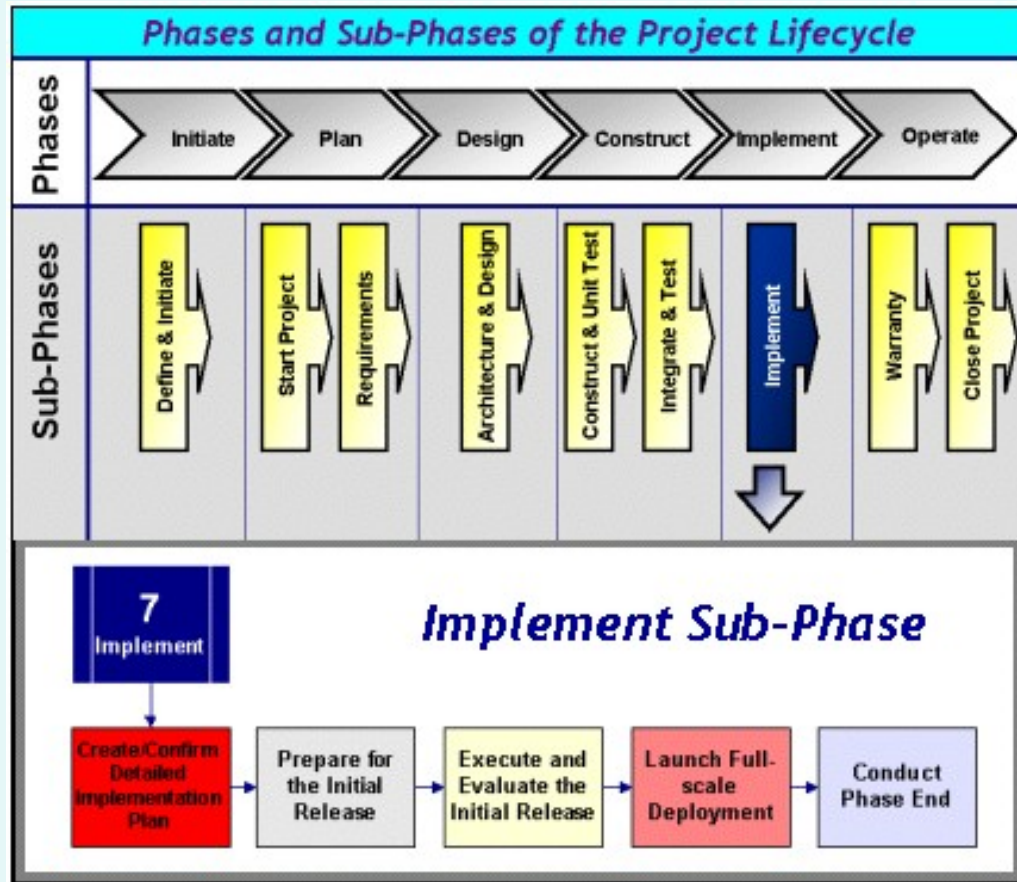 Phases and Sub-Phases of the Project Lifecycle
Phases
Initiate
Plan
Design
Construct
Implement
Operate
Sub-Phases
Define & Initiate
Start Project
Requirements
Architecture & Design
Construct & Unit Test
Integrate & Test
Implement
Warranty
Close Project
7
Implement
Implement Sub-Phase
Create/Confirm
Detailed
Implementation
Plan
Prepare for
the Initial
Release
Execute and
Evaluate the
Initial Release
Launch Full-
scale
Deployment
Conduct
Phase End